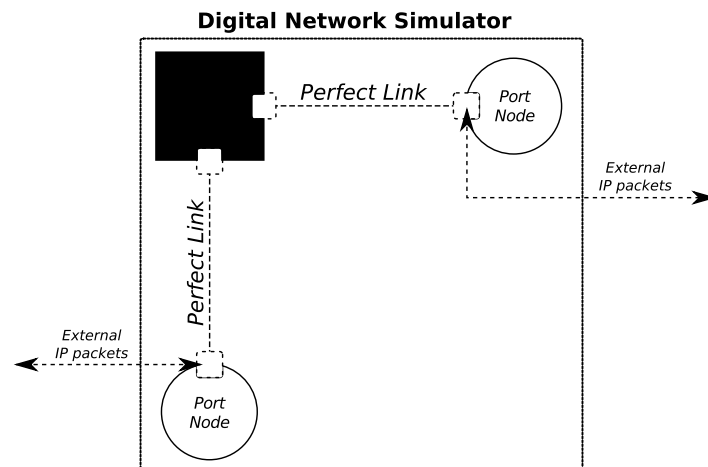 Digital Network Simulator
Perfect Link
Port
Node
External
IP packets
Perfect Link
External
IP packets
Port
Node